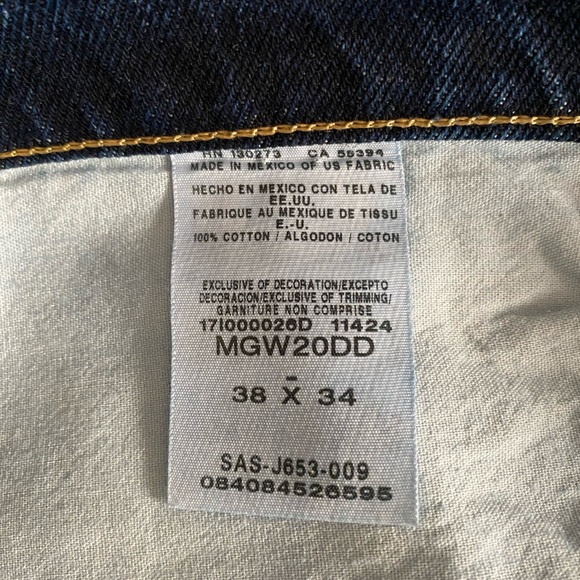 RN 130273 CA 56394
MADE IN MEXICO OF US FABRIC
HECHO EN MEXICO CON TELA DE
EE.UU.
FABRIQUE AU MEXIQUE DE TISSU
E.-U.
100% COTTON / ALGODON / COTON
EXCLUSIVE OF DECORATION/EXCEPTO
DECORACION/EXCLUSIVE OF TRIMMING/
GARNITURE NON COMPRISE
17I000026D 11424
MGW20DD
-
38 X 34
SAS-J653-009
084084526595